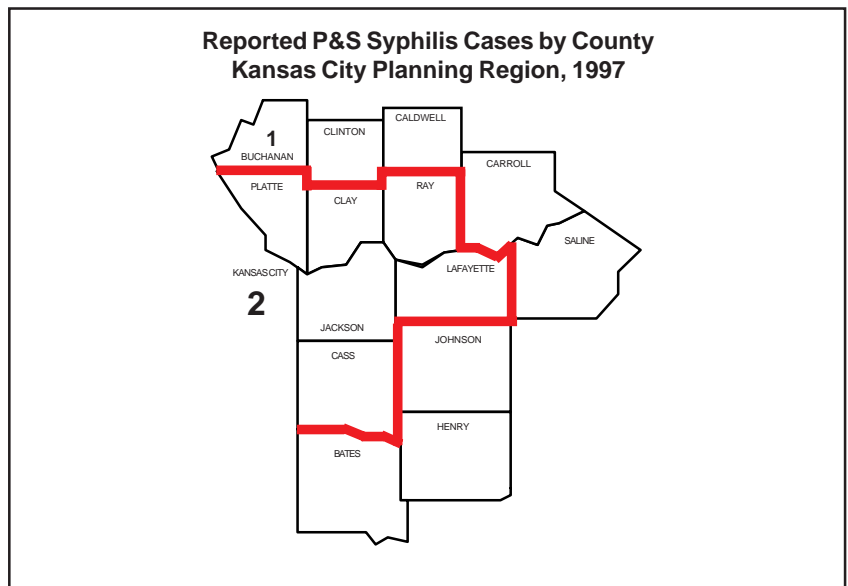 Reported P&S Syphilis Cases by County
Kansas City Planning Region, 1997
CALDWELL
CLINTON
1
BUCHANAN
CARROLL
PLATTE
RAY
CLAY
SALINE
KANSAS CITY
LAFAYETTE
2
JACKSON
JOHNSON
CASS
HENRY
BATES